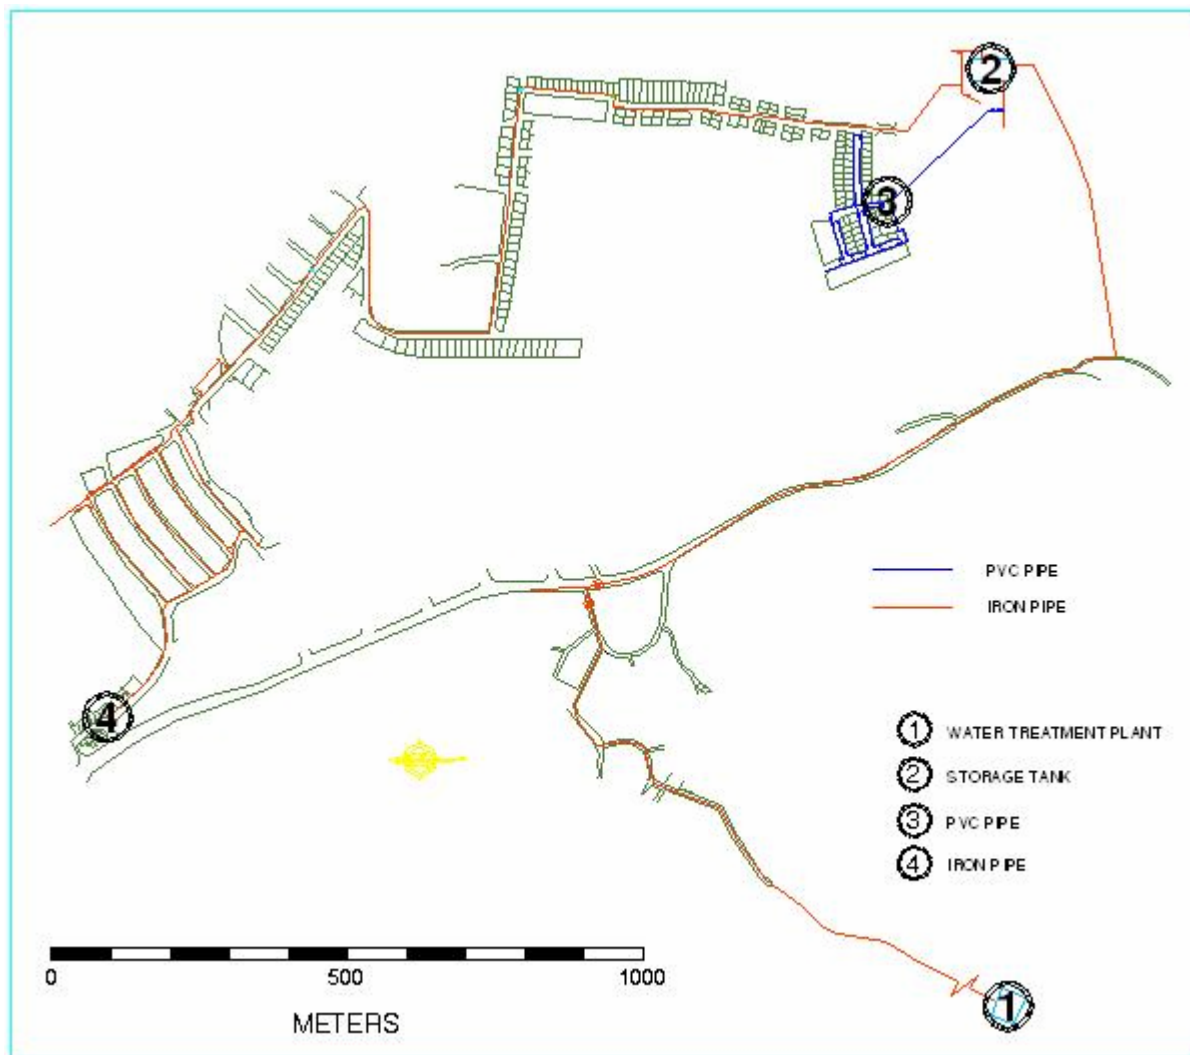 2
3
PVC PIPE
IRON PIPE
4
1 WATER TREATMENT PLANT
2 STORAGE TANK
3 PVC PIPE
4 IRON PIPE
0 500 1000
METERS
1